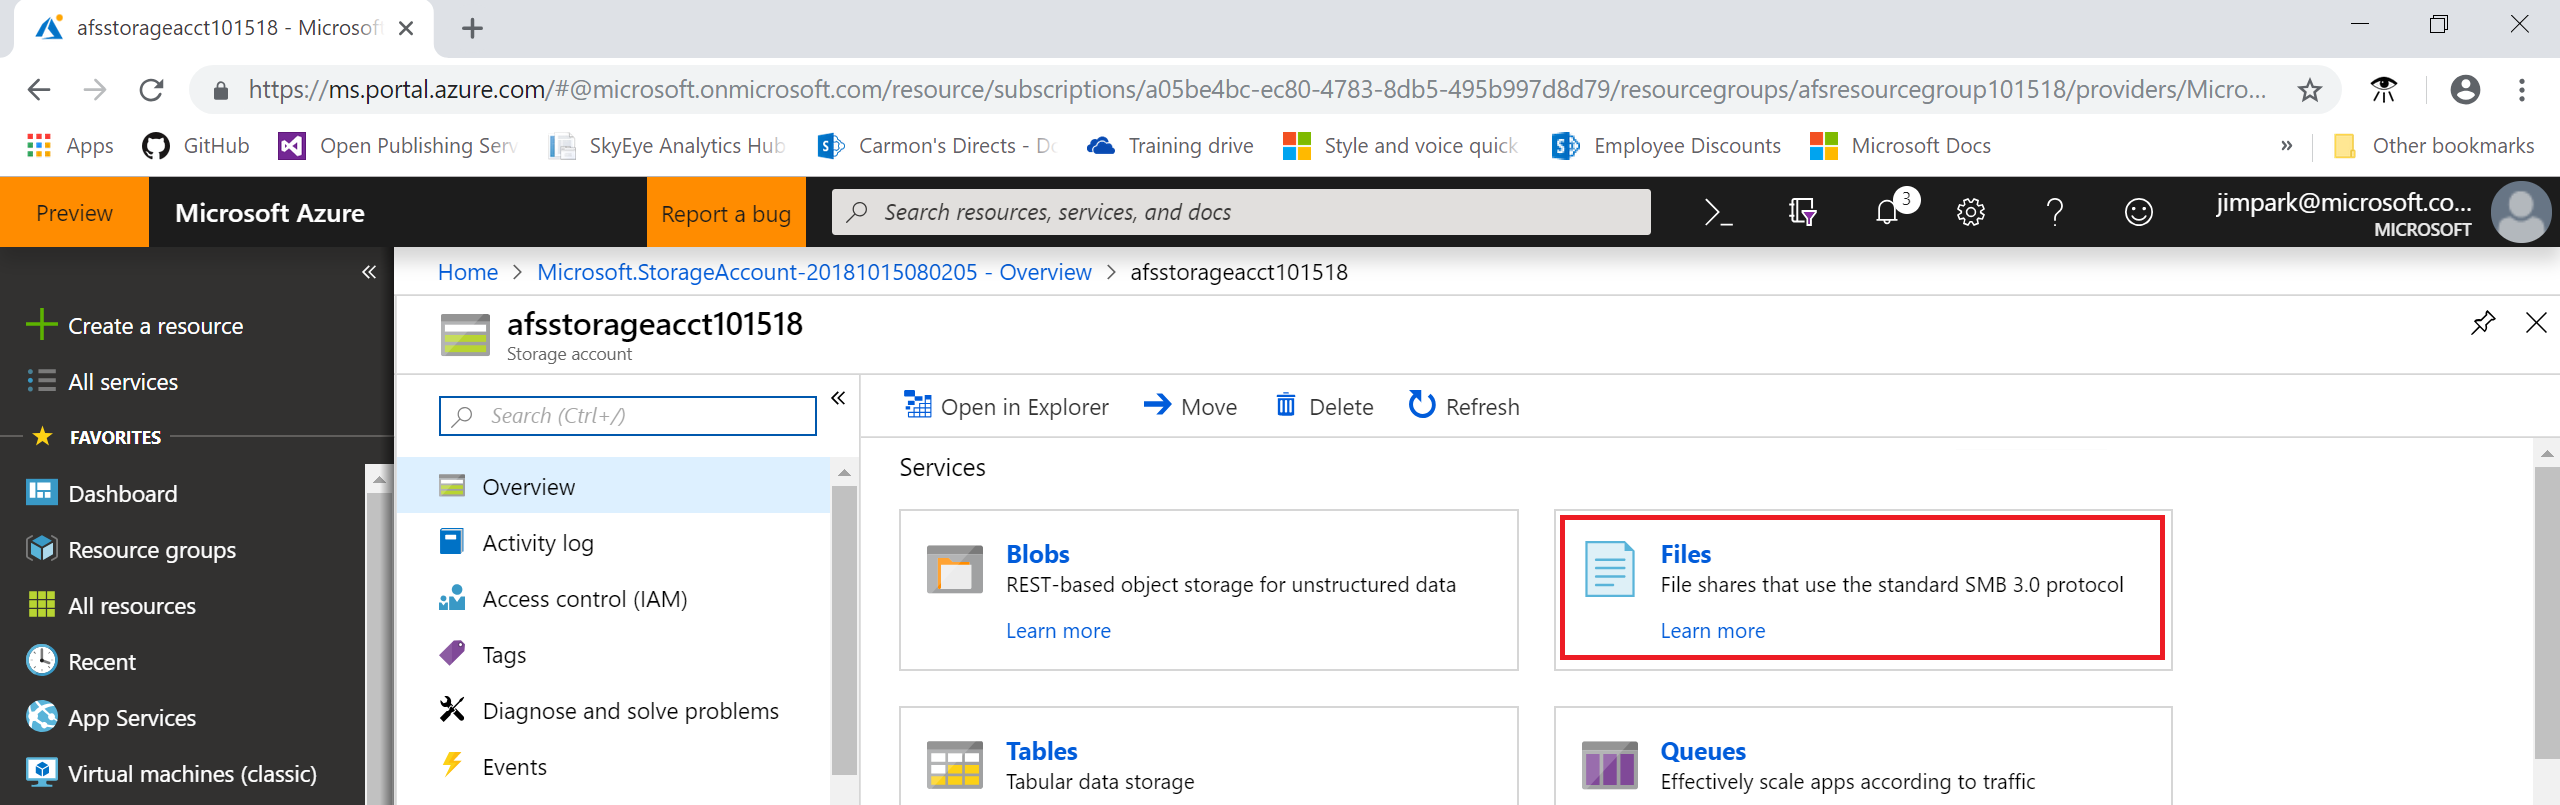 afsstorageacct101518 - Microsof
https://ms.portal.azure.com/#@microsoft.onmicrosoft.com/resource/subscriptions/a05be4bc-ec80-4783-8db5-495b997d8d79/resourcegroups/afsresourcegroup101518/providers/Micro...
Apps GitHub Open Publishing Serv SkyEye Analytics Hub Carmon's Directs - Do Training drive Style and voice quick Employee Discounts Microsoft Docs » Other bookmarks
Preview Microsoft Azure Report a bug Search resources, services, and docs 3 jimpark@microsoft.co...
MICROSOFT
Home > Microsoft.StorageAccount-20181015080205 - Overview > afsstorageacct101518
afsstorageacct101518
Storage account
Create a resource
All services
FAVORITES
Dashboard
Resource groups
All resources
Recent
App Services
Virtual machines (classic)
Search (Ctrl+/)
Overview
Activity log
Access control (IAM)
Tags
Diagnose and solve problems
Events
Open in Explorer Move Delete Refresh
Services
Blobs
REST-based object storage for unstructured data
Learn more
Files
File shares that use the standard SMB 3.0 protocol
Learn more
Tables
Tabular data storage
Queues
Effectively scale apps according to traffic